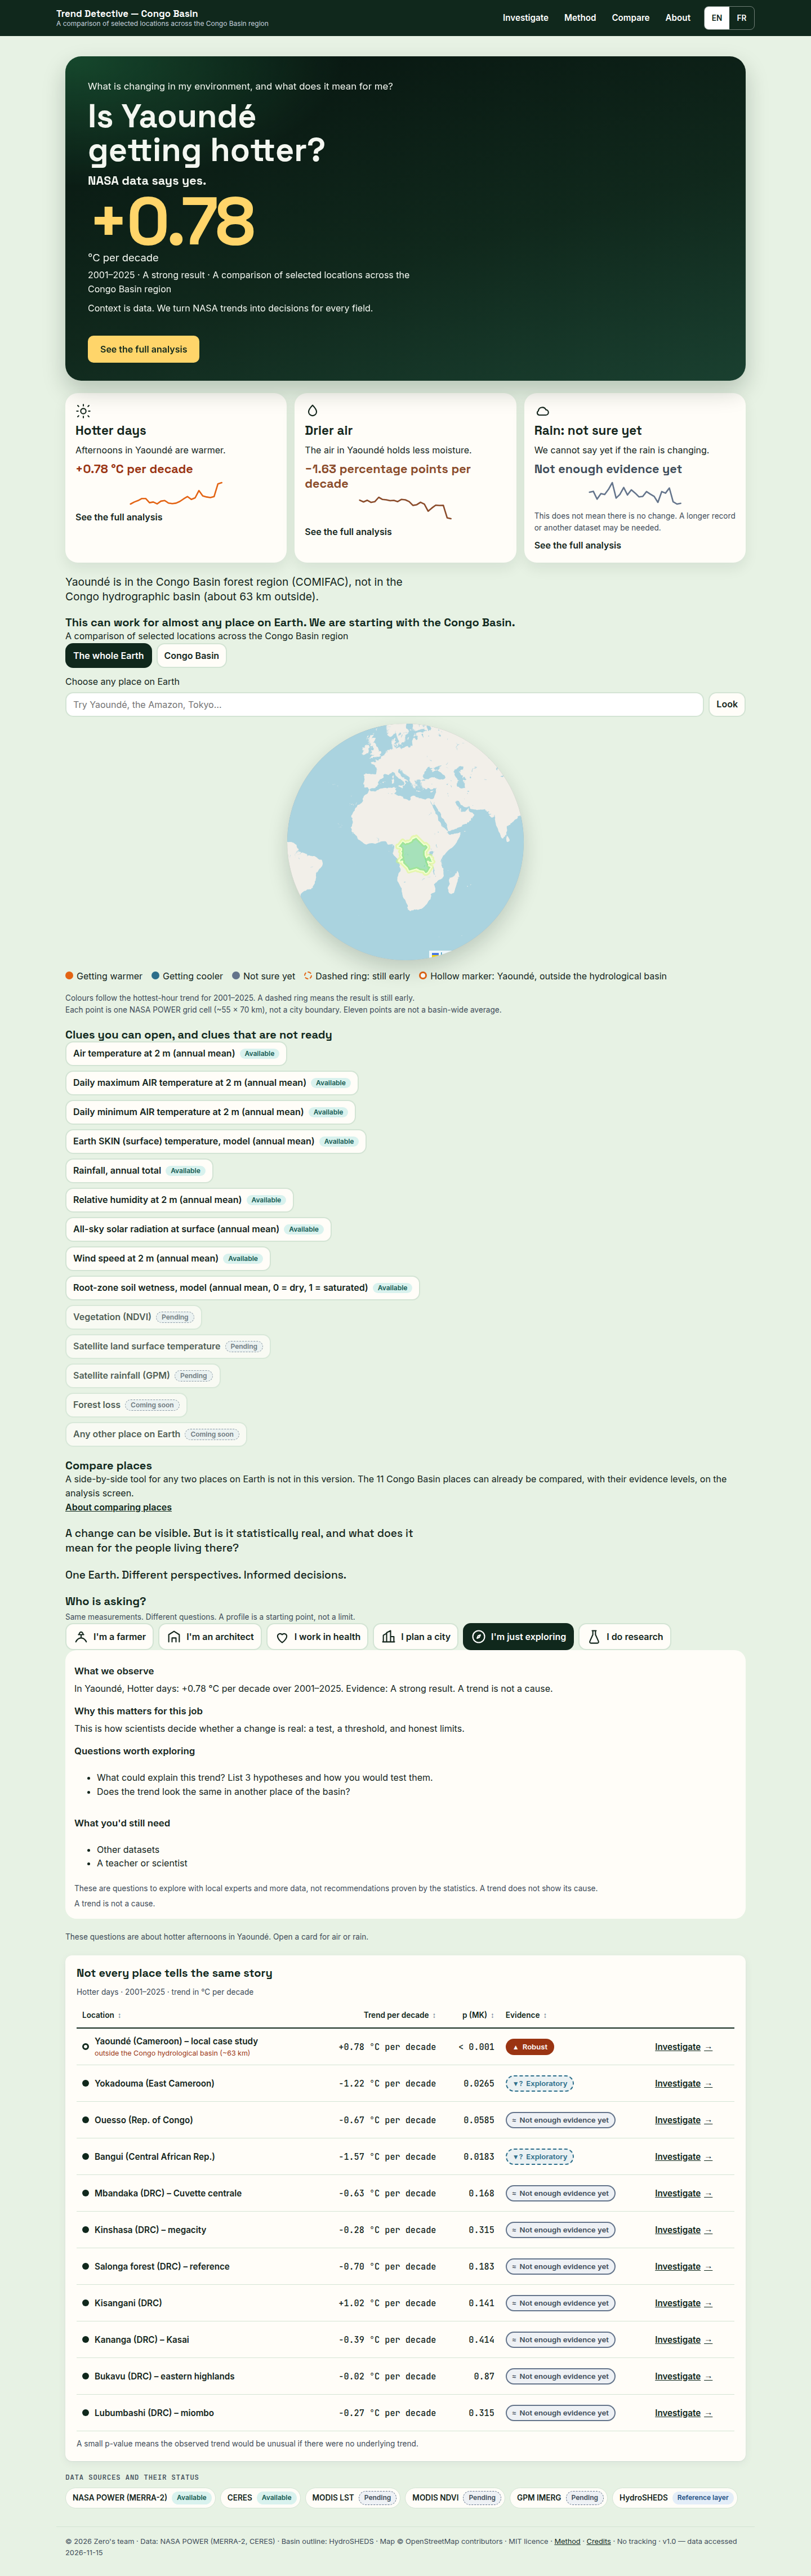 Trend Detective — Congo Basin
A comparison of selected locations across the Congo Basin region
Investigate Method Compare About EN FR
What is changing in my environment, and what does it mean for me?
Is Yaoundé
getting hotter?
NASA data says yes.
+0.78
°C per decade
2001–2025 · A strong result · A comparison of selected locations across the
Congo Basin region
Context is data. We turn NASA trends into decisions for every field.
See the full analysis
Hotter days
Afternoons in Yaoundé are warmer.
+0.78 °C per decade
See the full analysis
Drier air
The air in Yaoundé holds less moisture.
−1.63 percentage points per
decade
See the full analysis
Rain: not sure yet
We cannot say yet if the rain is changing.
Not enough evidence yet
This does not mean there is no change. A longer record
or another dataset may be needed.
See the full analysis
Yaoundé is in the Congo Basin forest region (COMIFAC), not in the
Congo hydrographic basin (about 63 km outside).
This can work for almost any place on Earth. We are starting with the Congo Basin.
A comparison of selected locations across the Congo Basin region
The whole Earth Congo Basin
Choose any place on Earth
Try Yaoundé, the Amazon, Tokyo... Look
Getting warmer Getting cooler Not sure yet Dashed ring: still early Hollow marker: Yaoundé, outside the hydrological basin
Colours follow the hottest-hour trend for 2001–2025. A dashed ring means the result is still early.
Each point is one NASA POWER grid cell (~55 × 70 km), not a city boundary. Eleven points are not a basin-wide average.
Clues you can open, and clues that are not ready
Air temperature at 2 m (annual mean) Available
Daily maximum AIR temperature at 2 m (annual mean) Available
Daily minimum AIR temperature at 2 m (annual mean) Available
Earth SKIN (surface) temperature, model (annual mean) Available
Rainfall, annual total Available
Relative humidity at 2 m (annual mean) Available
All-sky solar radiation at surface (annual mean) Available
Wind speed at 2 m (annual mean) Available
Root-zone soil wetness, model (annual mean, 0 = dry, 1 = saturated) Available
Vegetation (NDVI) Pending
Satellite land surface temperature Pending
Satellite rainfall (GPM) Pending
Forest loss Coming soon
Any other place on Earth Coming soon
Compare places
A side-by-side tool for any two places on Earth is not in this version. The 11 Congo Basin places can already be compared, with their evidence levels, on the
analysis screen.
About comparing places
A change can be visible. But is it statistically real, and what does it
mean for the people living there?
One Earth. Different perspectives. Informed decisions.
Who is asking?
Same measurements. Different questions. A profile is a starting point, not a limit.
I'm a farmer I'm an architect I work in health I plan a city I'm just exploring I do research
What we observe
In Yaoundé, Hotter days: +0.78 °C per decade over 2001–2025. Evidence: A strong result. A trend is not a cause.
Why this matters for this job
This is how scientists decide whether a change is real: a test, a threshold, and honest limits.
Questions worth exploring
• What could explain this trend? List 3 hypotheses and how you would test them.
• Does the trend look the same in another place of the basin?
What you'd still need
• Other datasets
• A teacher or scientist
These are questions to explore with local experts and more data, not recommendations proven by the statistics. A trend does not show its cause.
A trend is not a cause.
These questions are about hotter afternoons in Yaoundé. Open a card for air or rain.
Not every place tells the same story
Hotter days · 2001–2025 · trend in °C per decade
Location ↕ Trend per decade ↕ p (MK) ↕ Evidence ↕
Yaoundé (Cameroon) – local case study +0.78 °C per decade < 0.001 ▲ Robust Investigate →
outside the Congo hydrological basin (~63 km)
Yokadouma (East Cameroon) -1.22 °C per decade 0.0265 ▼? Exploratory Investigate →
Ouesso (Rep. of Congo) -0.67 °C per decade 0.0585 = Not enough evidence yet Investigate →
Bangui (Central African Rep.) -1.57 °C per decade 0.0183 ▼? Exploratory Investigate →
Mbandaka (DRC) – Cuvette centrale -0.63 °C per decade 0.168 = Not enough evidence yet Investigate →
Kinshasa (DRC) – megacity -0.28 °C per decade 0.315 = Not enough evidence yet Investigate →
Salonga forest (DRC) – reference -0.70 °C per decade 0.183 = Not enough evidence yet Investigate →
Kisangani (DRC) +1.02 °C per decade 0.141 = Not enough evidence yet Investigate →
Kananga (DRC) – Kasai -0.39 °C per decade 0.414 = Not enough evidence yet Investigate →
Bukavu (DRC) – eastern highlands -0.02 °C per decade 0.87 = Not enough evidence yet Investigate →
Lubumbashi (DRC) – miombo -0.27 °C per decade 0.315 = Not enough evidence yet Investigate →
A small p-value means the observed trend would be unusual if there were no underlying trend.
DATA SOURCES AND THEIR STATUS
NASA POWER (MERRA-2) Available CERES Available MODIS LST Pending MODIS NDVI Pending GPM IMERG Pending HydroSHEDS Reference layer
© 2026 Zero's team · Data: NASA POWER (MERRA-2, CERES) · Basin outline: HydroSHEDS · Map © OpenStreetMap contributors · MIT licence · Method · Credits · No tracking · v1.0 — data accessed
2026-11-15